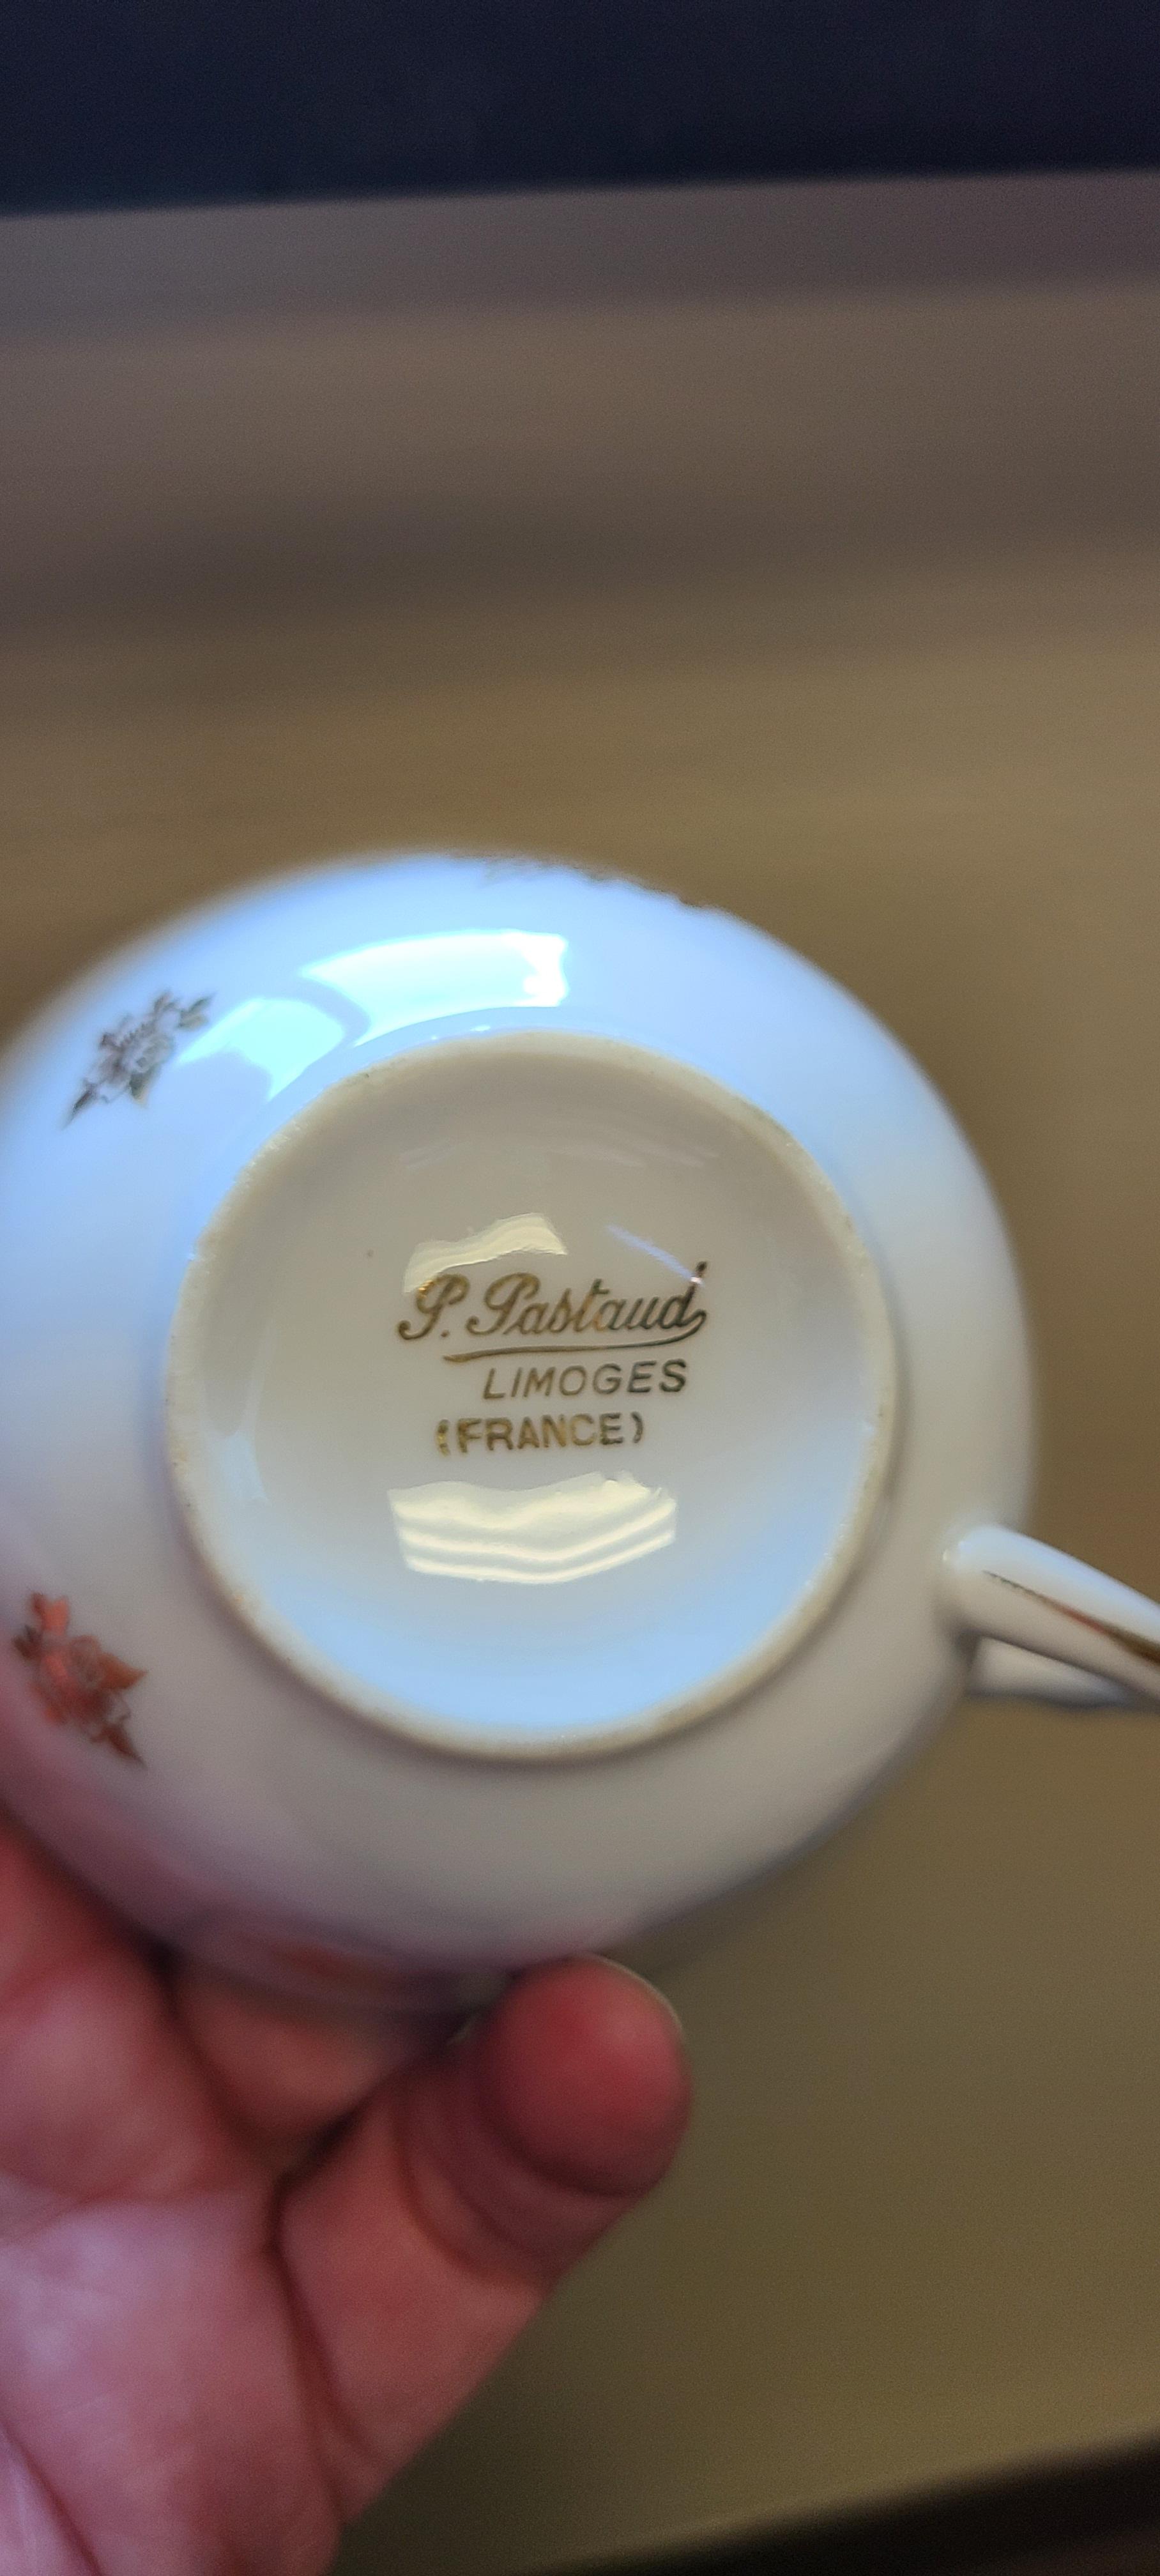 P. Pastaud
LIMOGES
(FRANCE)